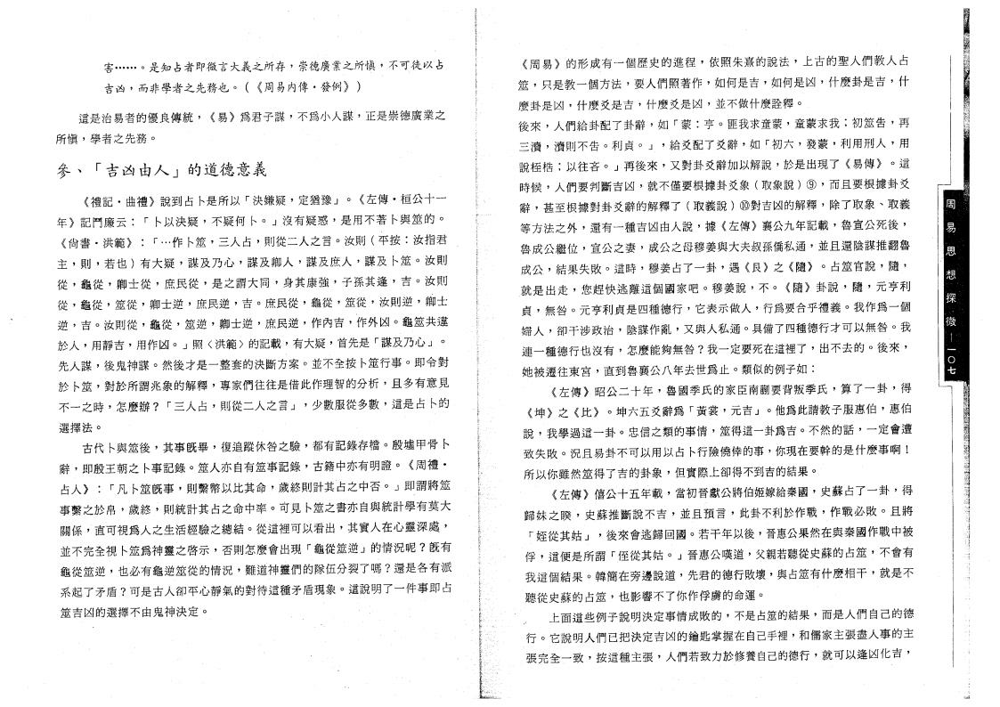 害……。是知占者即微言大義之所存，崇德廣業之所慎，不可徒以占
吉凶，而非學者之先務也。（《周易內傳・發例》）
這是治易者的優良傳統，《易》爲君子謀，不爲小人謀，正是崇德廣業之
所慎，學者之先務。
參、「吉凶由人」的道德意義
《禮記・曲禮》說到占卜是所以「決嫌疑，定猶豫」。《左傳・桓公十一
年》記鬥廉云：「卜以決疑，不疑何卜。」沒有疑惑，是用不著卜與筮的。
《尙書・洪範》：「…作卜筮，三人占，則從二人之言。汝則（平按：汝指君
主，則，若也）有大疑，謀及乃心，謀及卿人，謀及庶人，謀及卜筮。汝則
從，龜從，卿士從，庶民從，是之謂大同，身其康強，子孫其逢，吉。汝則
從，龜從，筮從，卿士逆，庶民逆，吉。庶民從，龜從，筮從，汝則逆，卿士
逆，吉。汝則從，龜從，筮逆，卿士逆，庶民逆，作內吉，作外凶。龜筮共違
於人，用靜吉，用作凶。」照〈洪範〉的記載，有大疑，首先是「謀及乃心」。
先人謀，後鬼神謀。然後才是一整套的決斷方案。並不全按卜筮行事。即令對
於卜筮，對於所謂兆象的解釋，專家們往往是借此作理智的分析，且多有意見
不一之時，怎麼辦？「三人占，則從二人之言」，少數服從多數，這是占卜的
選擇法。
古代卜與筮後，其事旣畢，復追蹤休咎之驗，都有記錄存檔。殷墟甲骨卜
辭，即殷王朝之卜事記錄。筮人亦自有筮事記錄，古籍中亦有明證。《周禮・
占人》：「凡卜筮旣事，則繫幣以比其命，歲終則計其占之中否。」即謂將筮
事繫之於帛，歲終，則統計其占之命中率。可見卜筮之書亦自與統計學有莫大
關係，直可視爲人之生活經驗之總結。從這裡可以看出，其實人在心靈深處，
並不完全視卜筮爲神靈之啓示，否則怎麼會出現「龜從筮逆」的情況呢？旣有
龜從筮逆，也必有龜逆筮從的情況，難道神靈們的隊伍分裂了嗎？還是各有派
系起了矛盾？可是古人卻平心靜氣的對待這種矛盾現象。這說明了一件事即占
筮吉凶的選擇不由鬼神決定。
《周易》的形成有一個歷史的進程，依照朱熹的說法，上古的聖人們教人占
筮，只是教一個方法，要人們照著作，如何是吉，如何是凶，什麼卦是吉，什
麼卦是凶，什麼爻是吉，什麼爻是凶，並不做什麼詮釋。
後來，人們給卦配了卦辭，如「蒙：亨。匪我求童蒙，童蒙求我；初筮告，再
三瀆，瀆則不告。利貞。」，給爻配了爻辭，如「初六，發蒙，利用刑人，用
說桎梏；以往吝。」再後來，又對卦爻辭加以解說，於是出現了《易傳》。這
時候，人們要判斷吉凶，就不僅要根據卦爻象（取象說）⑨，而且要根據卦爻
辭，甚至根據對卦爻辭的解釋了（取義說）⑩對吉凶的解釋，除了取象、取義
等方法之外，還有一種吉凶由人說，據《左傳》襄公九年記載，魯宣公死後，
魯成公繼位，宣公之妻，成公之母穆姜與大夫叔孫僑私通，並且還陰謀推翻魯
成公，結果失敗。這時，穆姜占了一卦，遇《艮》之《隨》。占筮官說，隨，
就是出走，您趕快逃離這個國家吧。穆姜說，不。《隨》卦說，隨，元亨利
貞，無咎。元亨利貞是四種德行，它表示做人，行爲要合乎禮義。我作爲一個
婦人，卻干涉政治，陰謀作亂，又與人私通。具備了四種德行才可以無咎。我
連一種德行也沒有，怎麼能夠無咎？我一定要死在這裡了，出不去的。後來，
她被遷往東宮，直到魯襄公八年去世爲止。類似的例子如：
《左傳》昭公二十年，魯國季氏的家臣南蒯要背叛季氏，算了一卦，得
《坤》之《比》。坤六五爻辭爲「黃裳，元吉」。他爲此請教子服惠伯，惠伯
說，我學過這一卦。忠信之類的事情，筮得這一卦爲吉。不然的話，一定會遭
致失敗。況且易卦不可以用以占卜行險僥倖的事，你現在要幹的是什麼事啊！
所以你雖然筮得了吉的卦象，但實際上卻得不到吉的結果。
《左傳》僖公十五年載，當初晉獻公將伯姬嫁給秦國，史蘇占了一卦，得
歸妹之睽，史蘇推斷說不吉，並且預言，此卦不利於作戰，作戰必敗。且將
「姪從其姑」，後來會逃歸回國。若干年以後，晉惠公果然在與秦國作戰中被
俘，這便是所謂「侄從其姑。」晉惠公嘆道，父親若聽從史蘇的占筮，不會有
我這個結果。韓簡在旁邊說道，先君的德行敗壞，與占筮有什麼相干，就是不
聽從史蘇的占筮，也影響不了你作俘虜的命運。
上面這些例子說明決定事情成敗的，不是占筮的結果，而是人們自己的德
行。它說明人們已把決定吉凶的鑰匙掌握在自己手裡，和儒家主張盡人事的主
張完全一致，按這種主張，人們若致力於修養自己的德行，就可以逢凶化吉，
周易思想探微
一〇七